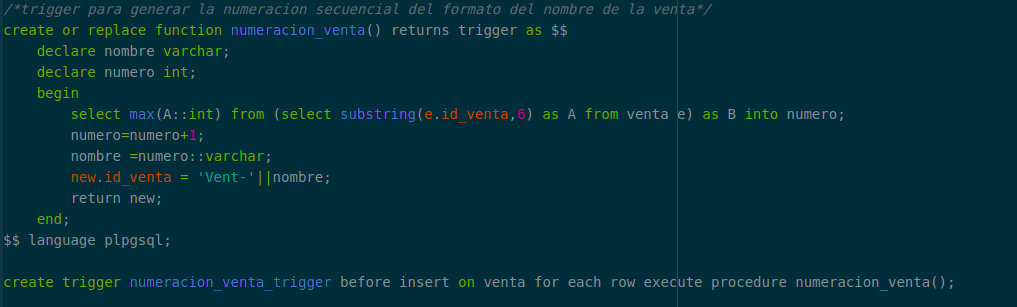 /*trigger para generar la numeracion secuencial del formato del nombre de la venta*/
create or replace function numeracion_venta() returns trigger as $$
    declare nombre varchar;
    declare numero int;
    begin
        select max(A::int) from (select substring(e.id_venta,6) as A from venta e) as B into numero;
        numero=numero+1;
        nombre =numero::varchar;
        new.id_venta = 'Vent-'||nombre;
        return new;
    end;
$$ language plpgsql;

create trigger numeracion_venta_trigger before insert on venta for each row execute procedure numeracion_venta();